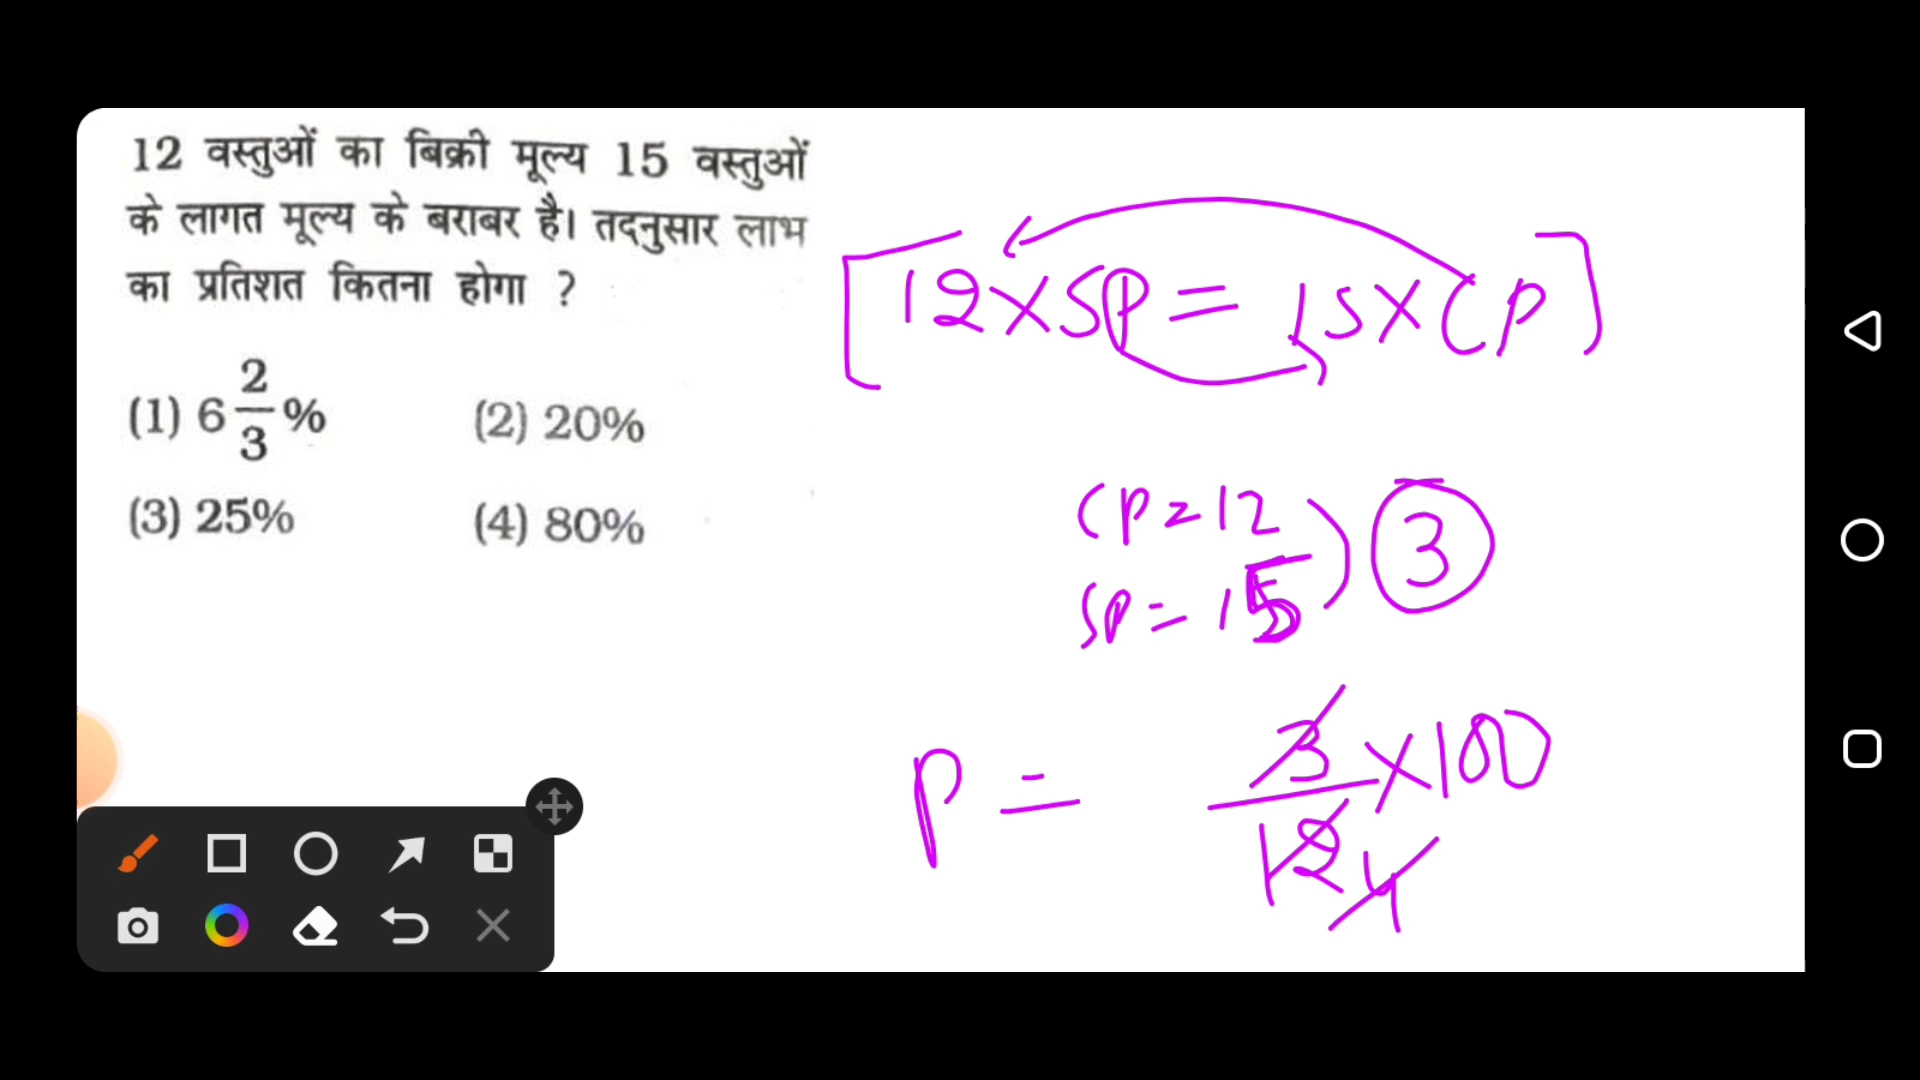 12 वस्तुओं का बिक्री मूल्य 15 वस्तुओं
के लागत मूल्य के बराबर है। तदनुसार लाभ
का प्रतिशत कितना होगा ?
(1) 6 2/3 %
(2) 20%
(3) 25%
(4) 80%
12 × SP = 15 × CP
CP = 12
SP = 15
3
P = 3/12 × 100
4